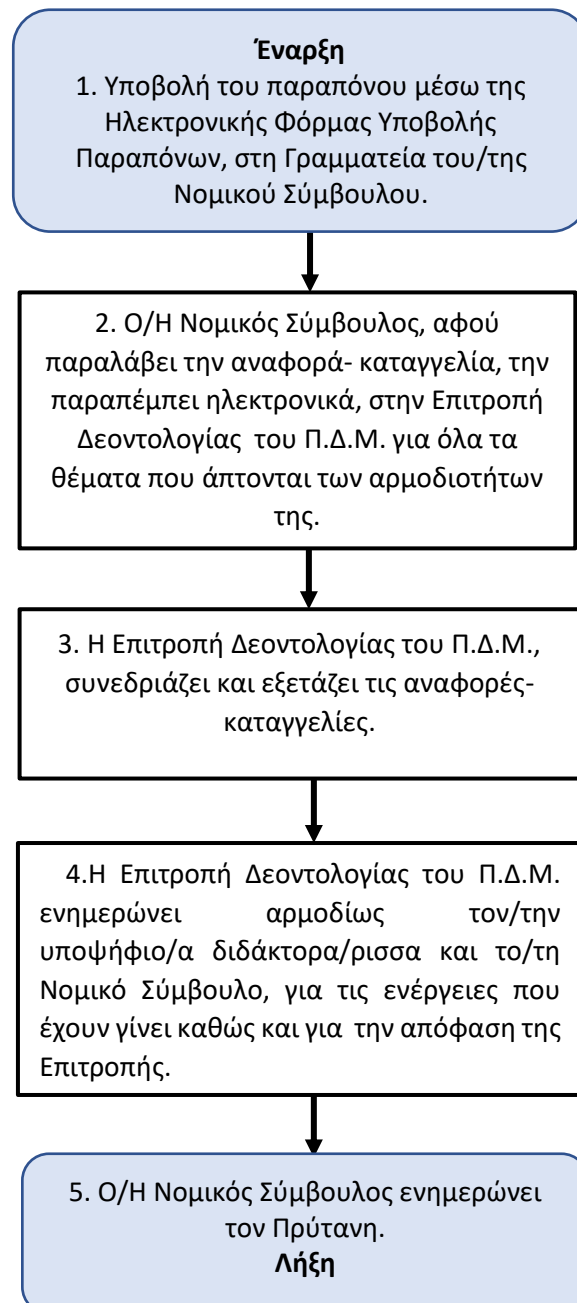 Έναρξη
1. Υποβολή του παραπόνου μέσω της
Ηλεκτρονικής Φόρμας Υποβολής
Παραπόνων, στη Γραμματεία του/της
Νομικού Σύμβουλου.
2. Ο/Η Νομικός Σύμβουλος, αφού
παραλάβει την αναφορά- καταγγελία, την
παραπέμπει ηλεκτρονικά, στην Επιτροπή
Δεοντολογίας του Π.Δ.Μ. για όλα τα
θέματα που άπτονται των αρμοδιοτήτων
της.
3. Η Επιτροπή Δεοντολογίας του Π.Δ.Μ.,
συνεδριάζει και εξετάζει τις αναφορές-
καταγγελίες.
4.Η Επιτροπή Δεοντολογίας του Π.Δ.Μ.
ενημερώνει αρμοδίως τον/την
υποψήφιο/α διδάκτορα/ρισσα και το/τη
Νομικό Σύμβουλο, για τις ενέργειες που
έχουν γίνει καθώς και για την απόφαση της
Επιτροπής.
5. Ο/Η Νομικός Σύμβουλος ενημερώνει
τον Πρύτανη.
Λήξη